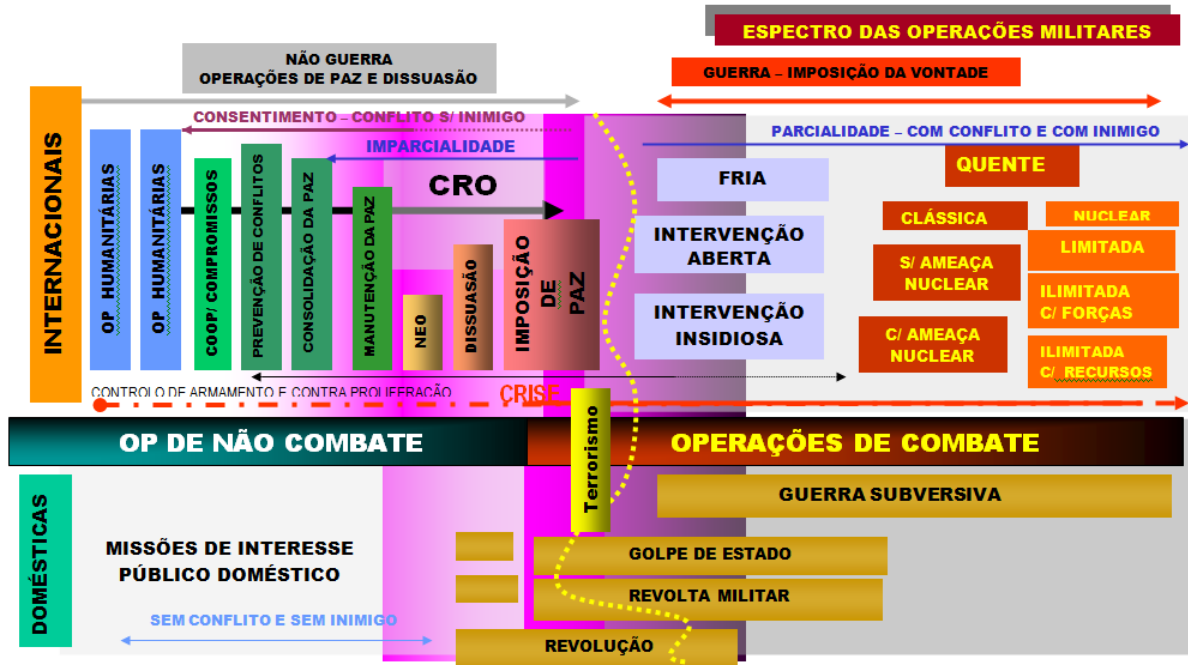 ESPECTRO DAS OPERAÇÕES MILITARES
NÃO GUERRA
OPERAÇÕES DE PAZ E DISSUASÃO
GUERRA – IMPOSIÇÃO DA VONTADE
INTERNACIONAIS
CONSENTIMENTO – CONFLITO S/ INIMIGO
PARCIALIDADE – COM CONFLITO E COM INIMIGO
IMPARCIALIDADE
CRO
OP HUMANITÁRIAS
OP HUMANITÁRIAS
COOP/ COMPROMISSOS
PREVENÇÃO DE CONFLITOS
CONSOLIDAÇÃO DA PAZ
MANUTENÇÃO DA PAZ
NEO
DISSUASÃO
IMPOSIÇÃO
DE
PAZ
FRIA
INTERVENÇÃO
ABERTA
INTERVENÇÃO
INSIDIOSA
QUENTE
CLÁSSICA
S/ AMEAÇA
NUCLEAR
C/ AMEAÇA
NUCLEAR
NUCLEAR
LIMITADA
ILIMITADA
C/ FORÇAS
ILIMITADA
C/ RECURSOS
CONTROLO DE ARMAMENTO E CONTRA PROLIFERAÇÃO
CRISE
OP DE NÃO COMBATE
OPERAÇÕES DE COMBATE
Terrorismo
DOMÉSTICAS
MISSÕES DE INTERESSE
PÚBLICO DOMÉSTICO
SEM CONFLITO E SEM INIMIGO
GUERRA SUBVERSIVA
GOLPE DE ESTADO
REVOLTA MILITAR
REVOLUÇÃO